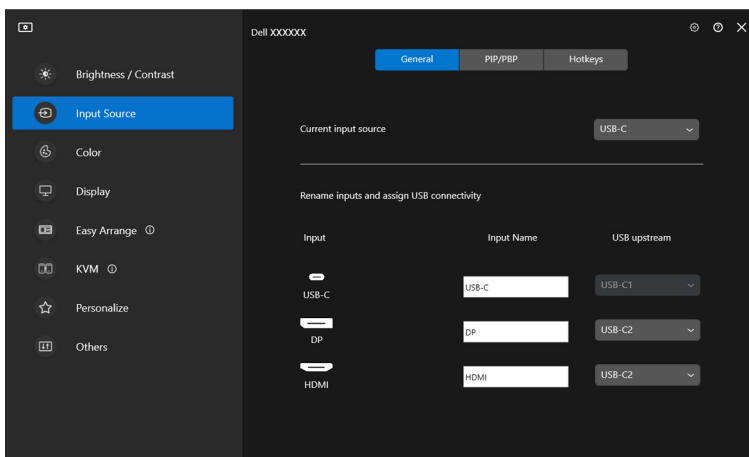 Dell XXXXXX
General PIP/PBP Hotkeys
Brightness / Contrast
Input Source
Color
Display
Easy Arrange
KVM
Personalize
Others
Current input source USB-C
Rename inputs and assign USB connectivity
Input Input Name USB upstream
USB-C USB-C USB-C1
DP DP USB-C2
HDMI HDMI USB-C2